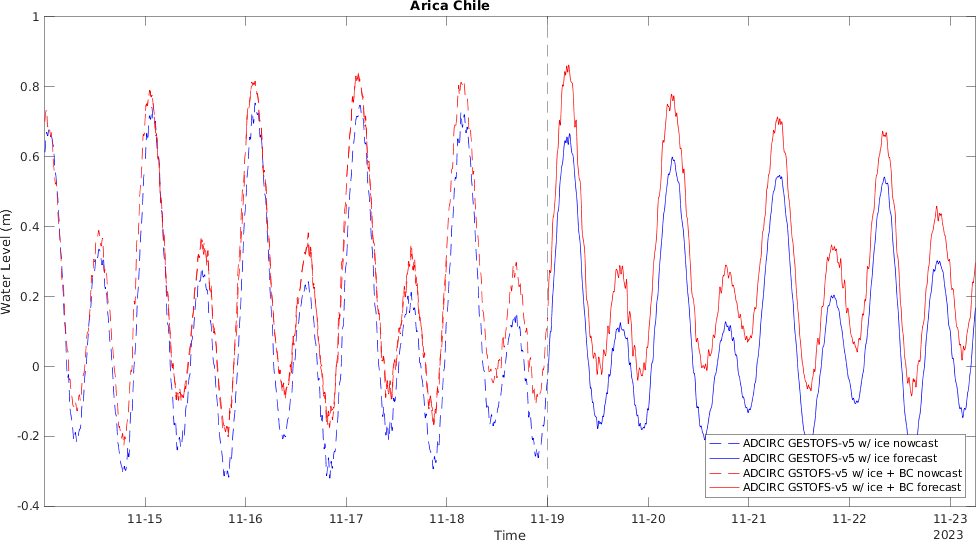 Arica Chile
Water Level (m)
1
0.8
0.6
0.4
0.2
0
-0.2
-0.4
11-15
11-16
11-17
11-18
11-19
11-20
11-21
11-22
11-23
2023
Time
ADCIRC GESTOFS-v5 w/ ice nowcast
ADCIRC GESTOFS-v5 w/ ice forecast
ADCIRC GSTOFS-v5 w/ ice + BC nowcast
ADCIRC GSTOFS-v5 w/ ice + BC forecast